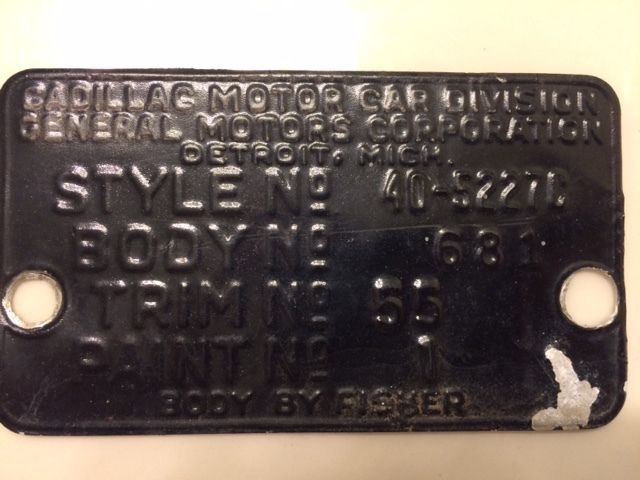 CADILLAC MOTOR CAR DIVISION
GENERAL MOTORS CORPORATION
DETROIT, MICH.
STYLE Nº 40-5227C
BODY Nº 681
TRIM Nº 55
PAINT Nº 1
BODY BY FISHER